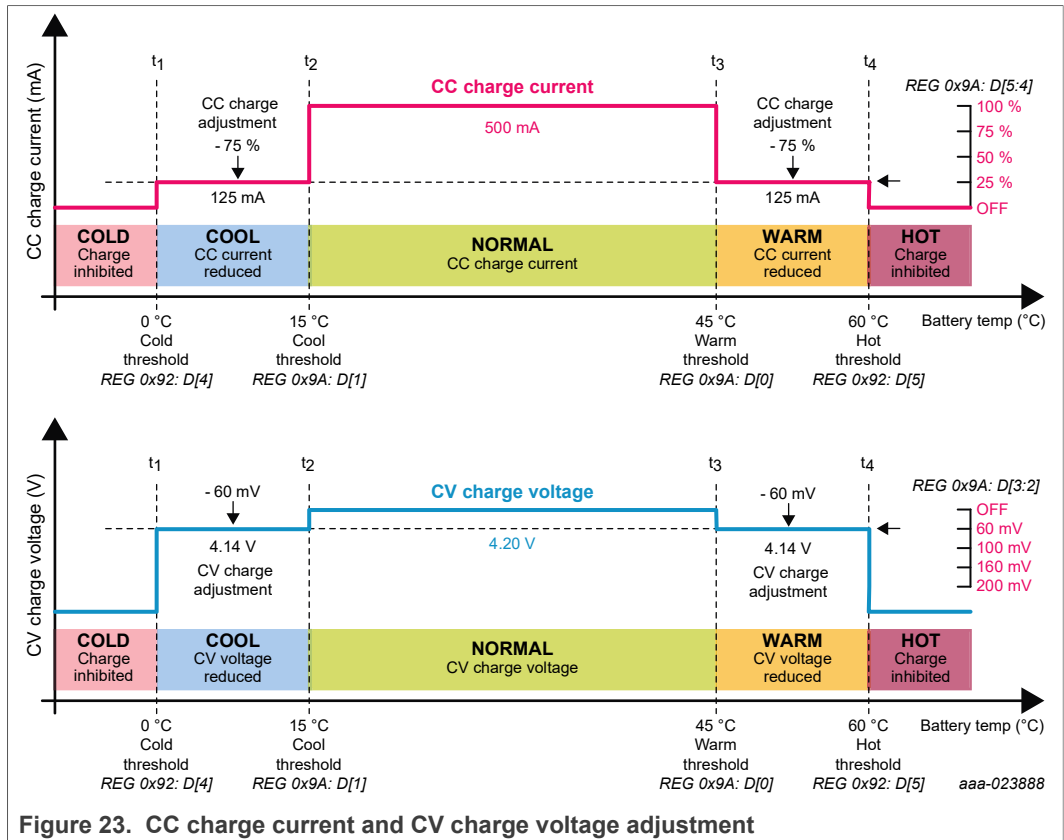 t1
t2
t3
t4
REG 0x9A: D[5:4]
CC charge current (mA)
CC charge
adjustment
- 75 %
CC charge current
500 mA
CC charge
adjustment
- 75 %
100 %
75 %
50 %
25 %
OFF
125 mA
125 mA
COLD
Charge
inhibited
COOL
CC current
reduced
NORMAL
CC charge current
WARM
CC current
reduced
HOT
Charge
inhibited
0 °C
Cold
threshold
REG 0x92: D[4]
15 °C
Cool
threshold
REG 0x9A: D[1]
45 °C
Warm
threshold
REG 0x9A: D[0]
60 °C
Hot
threshold
REG 0x92: D[5]
Battery temp (°C)
t1
t2
t3
t4
REG 0x9A: D[3:2]
CV charge voltage (V)
- 60 mV
CV charge voltage
- 60 mV
OFF
60 mV
100 mV
160 mV
200 mV
4.14 V
CV charge
adjustment
4.20 V
4.14 V
CV charge
adjustment
COLD
Charge
inhibited
COOL
CV voltage
reduced
NORMAL
CV charge voltage
WARM
CV voltage
reduced
HOT
Charge
inhibited
0 °C
Cold
threshold
REG 0x92: D[4]
15 °C
Cool
threshold
REG 0x9A: D[1]
45 °C
Warm
threshold
REG 0x9A: D[0]
60 °C
Hot
threshold
REG 0x92: D[5]
Battery temp (°C)
aaa-023888
Figure 23. CC charge current and CV charge voltage adjustment